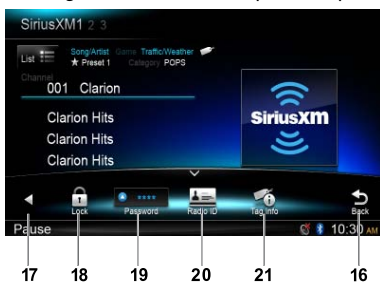 SiriusXM1 2 3
List Song/Artist Game Traffic/Weather
★ Preset 1 Category POPS
Channel
001 Clarion
Clarion Hits
Clarion Hits
Clarion Hits
SiriusXM
Lock Password Radio ID Tag Info Back
Pause 10:30 AM
17 18 19 20 21 16